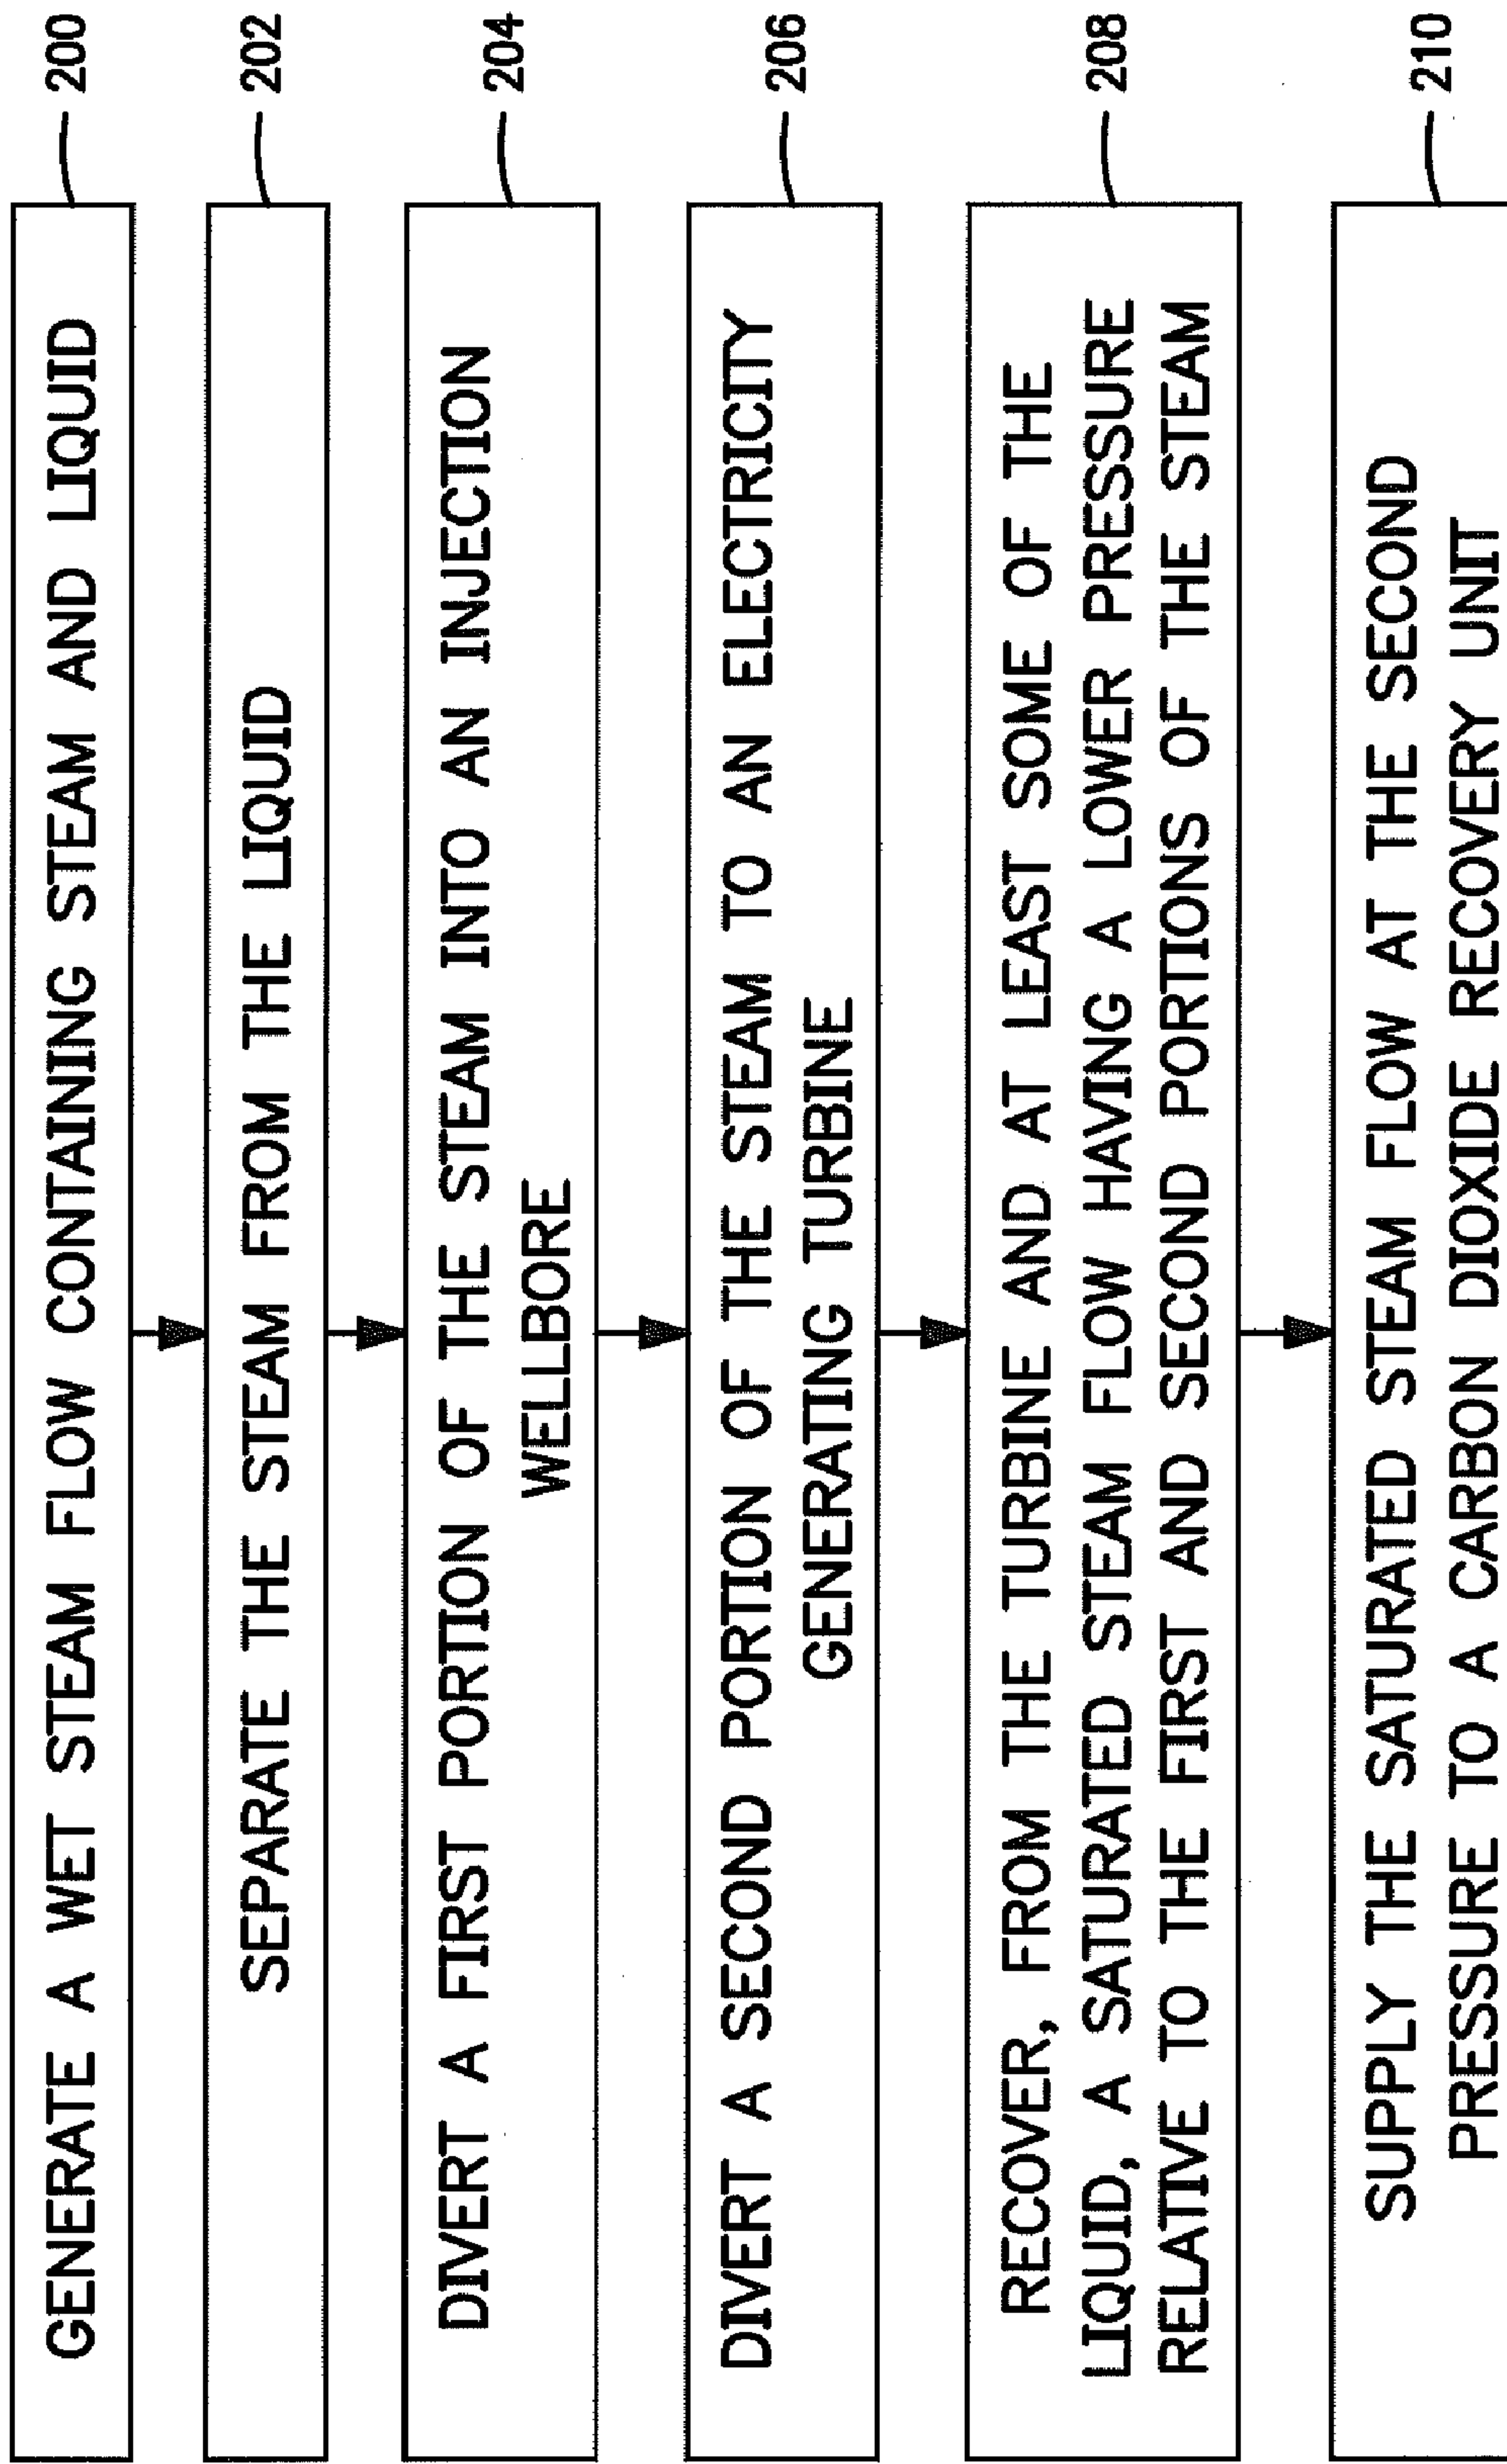 GENERATE A WET STEAM FLOW CONTAINING STEAM AND LIQUID
200
SEPARATE THE STEAM FROM THE LIQUID
202
DIVERT A FIRST PORTION OF THE STEAM INTO AN INJECTION
WELLBORE
204
DIVERT A SECOND PORTION OF THE STEAM TO AN ELECTRICITY
GENERATING TURBINE
206
RECOVER, FROM THE TURBINE AND AT LEAST SOME OF THE
LIQUID, A SATURATED STEAM FLOW HAVING A LOWER PRESSURE
RELATIVE TO THE FIRST AND SECOND PORTIONS OF THE STEAM
208
SUPPLY THE SATURATED STEAM FLOW AT THE SECOND
PRESSURE TO A CARBON DIOXIDE RECOVERY UNIT
210